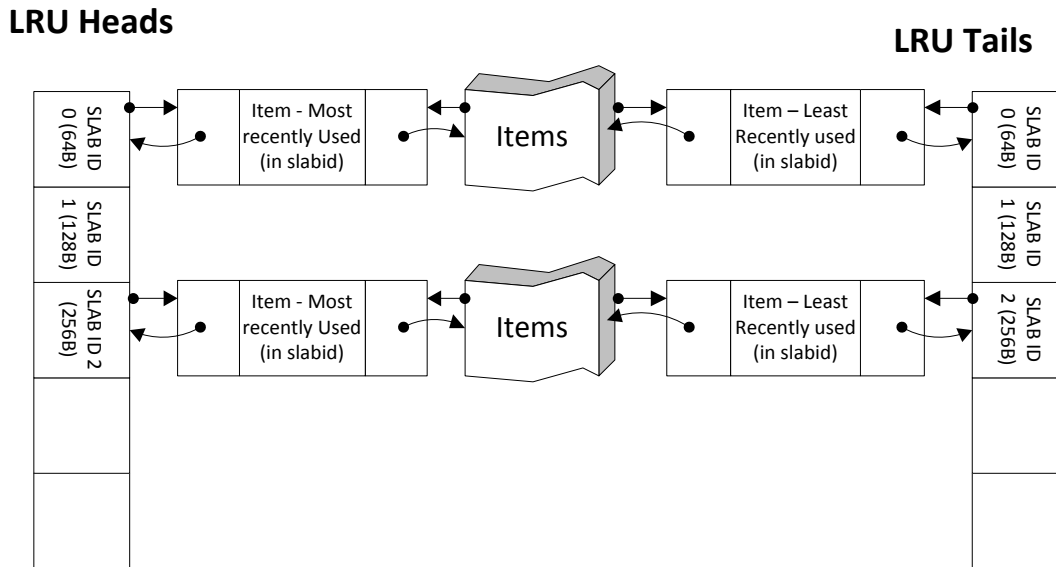 LRU Heads
LRU Tails
SLAB ID
0 (64B)
Item - Most
recently Used
(in slabid)
Items
Item – Least
Recently used
(in slabid)
SLAB ID
0 (64B)
SLAB ID
1 (128B)
SLAB ID
1 (128B)
SLAB ID 2
(256B)
Item - Most
recently Used
(in slabid)
Items
Item – Least
Recently used
(in slabid)
SLAB ID
2 (256B)